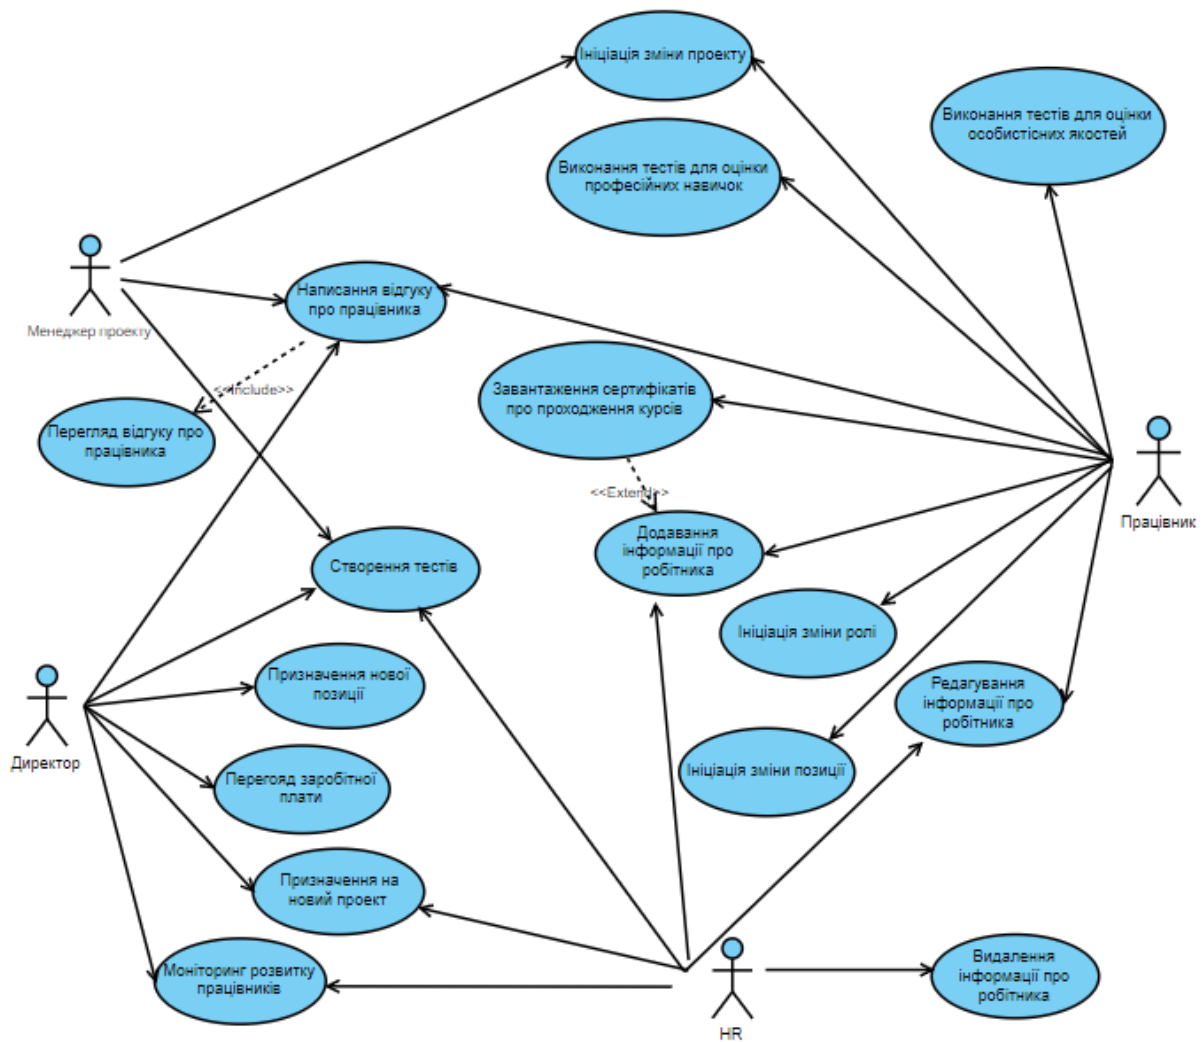 Ініціація зміни проекту
Виконання тестів для оцінки
особистісних якостей
Виконання тестів для оцінки
професійних навичок
Менеджер проекту
Написання відгуку
про працівника
<<Include>>
Завантаження сертифікатів
про проходження курсів
Перегляд відгуку про
працівника
<<Extend>>
Працівник
Додавання
інформації про
робітника
Створення тестів
Ініціація зміни ролі
Призначення нової
позиції
Редагування
інформації про
робітника
Директор
Перегояд заробітної
плати
Ініціація зміни позиції
Призначення на
новий проект
Моніторинг розвитку
працівників
Видалення
інформації про
робітника
HR